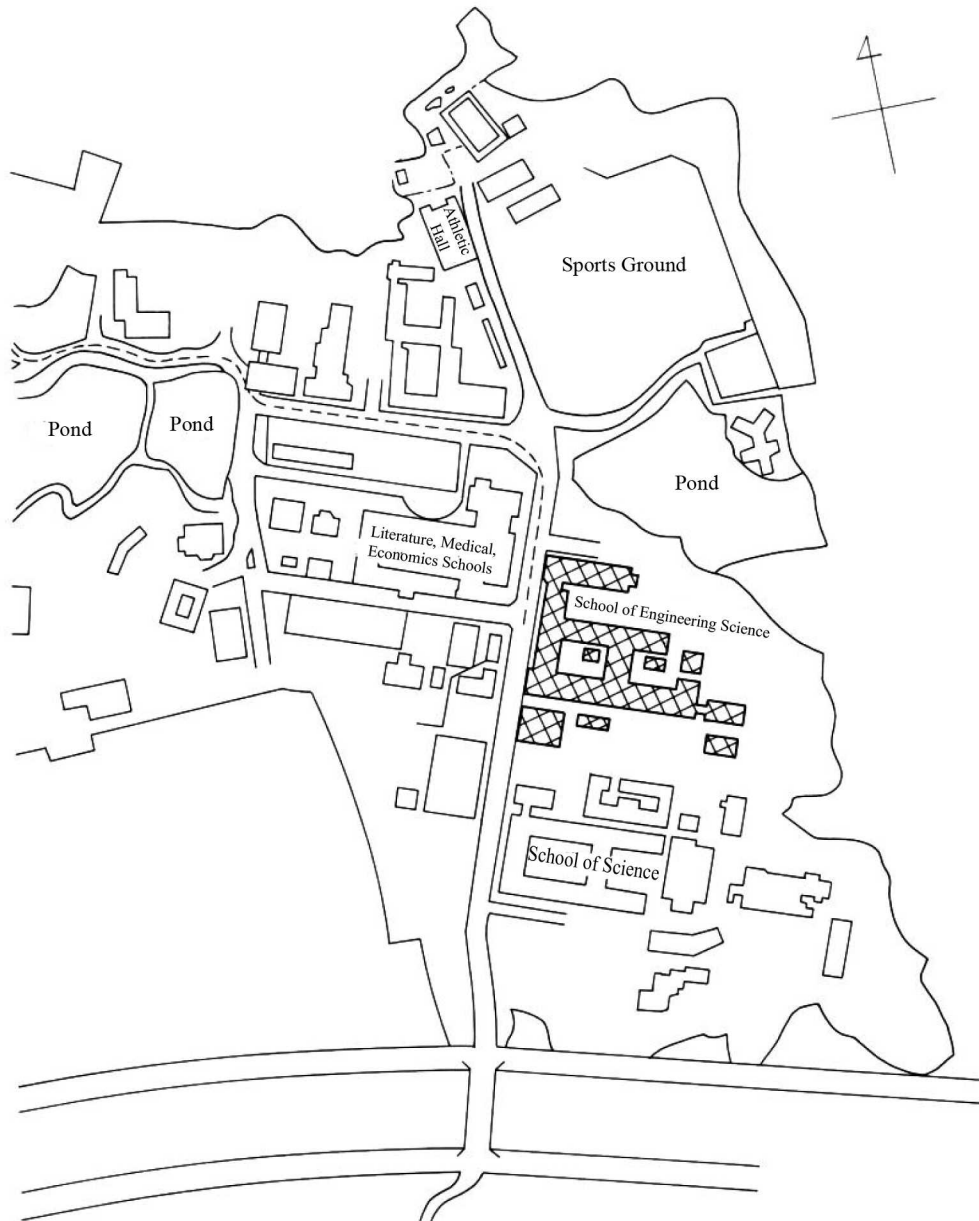 Athletic
Hall
Sports Ground
Pond
Pond
Pond
Literature, Medical,
Economics Schools
School of Engineering Science
School of Science